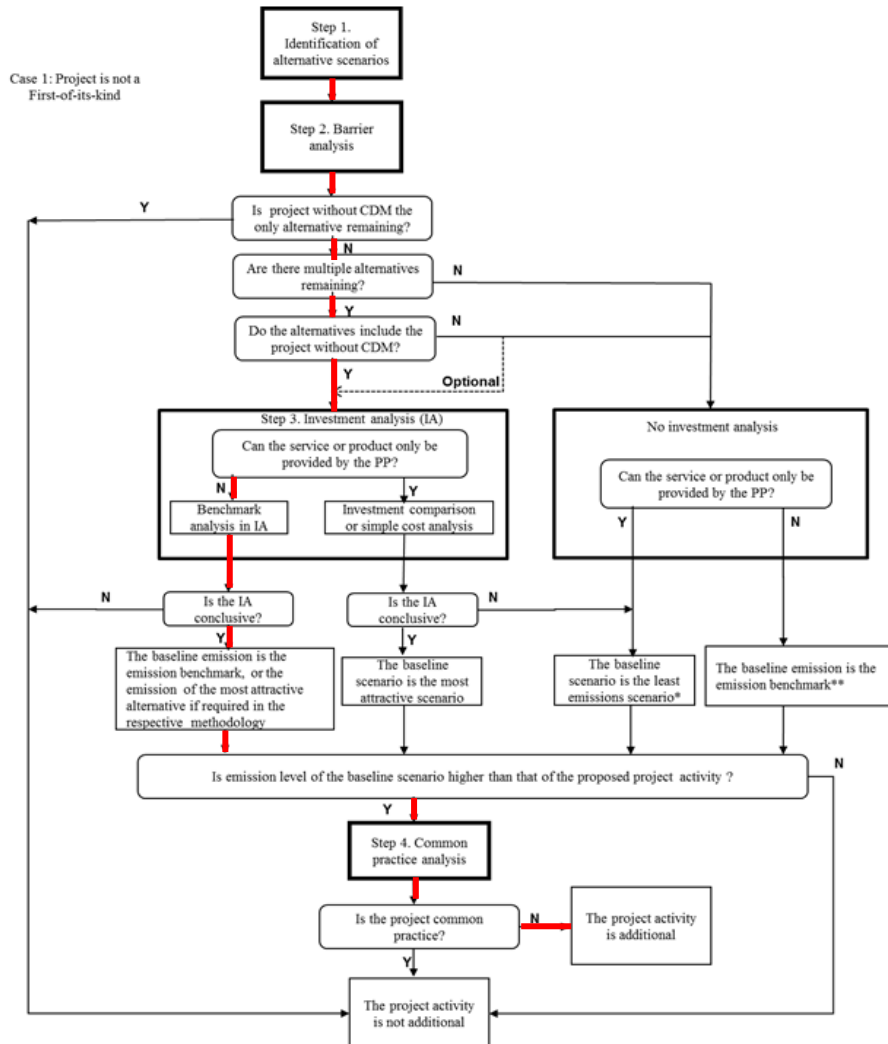 Step 1.
Identification of
alternative scenarios
Case 1: Project is not a
First-of-its-kind
Step 2. Barrier
analysis
Y
Is project without CDM the
only alternative remaining?
N
Are there multiple alternatives
remaining?
N
Y
Do the alternatives include the
project without CDM?
N
Y
Optional
Step 3. Investment analysis (IA)
Can the service or product only be
provided by the PP?
N
Y
Benchmark
analysis in IA
Investment comparison
or simple cost analysis
No investment analysis
Can the service or product only be
provided by the PP?
Y
N
N
Is the IA
conclusive?
Is the IA
conclusive?
N
Y
Y
The baseline emission is the
emission benchmark, or the
emission of the most attractive
alternative if required in the
respective methodology
The baseline
scenario is the most
attractive scenario
The baseline
scenario is the least
emissions scenario*
The baseline emission is the
emission benchmark**
Is emission level of the baseline scenario higher than that of the proposed project activity ?
N
Y
Step 4. Common
practice analysis
Is the project common
practice?
N
The project activity
is additional
Y
The project activity
is not additional